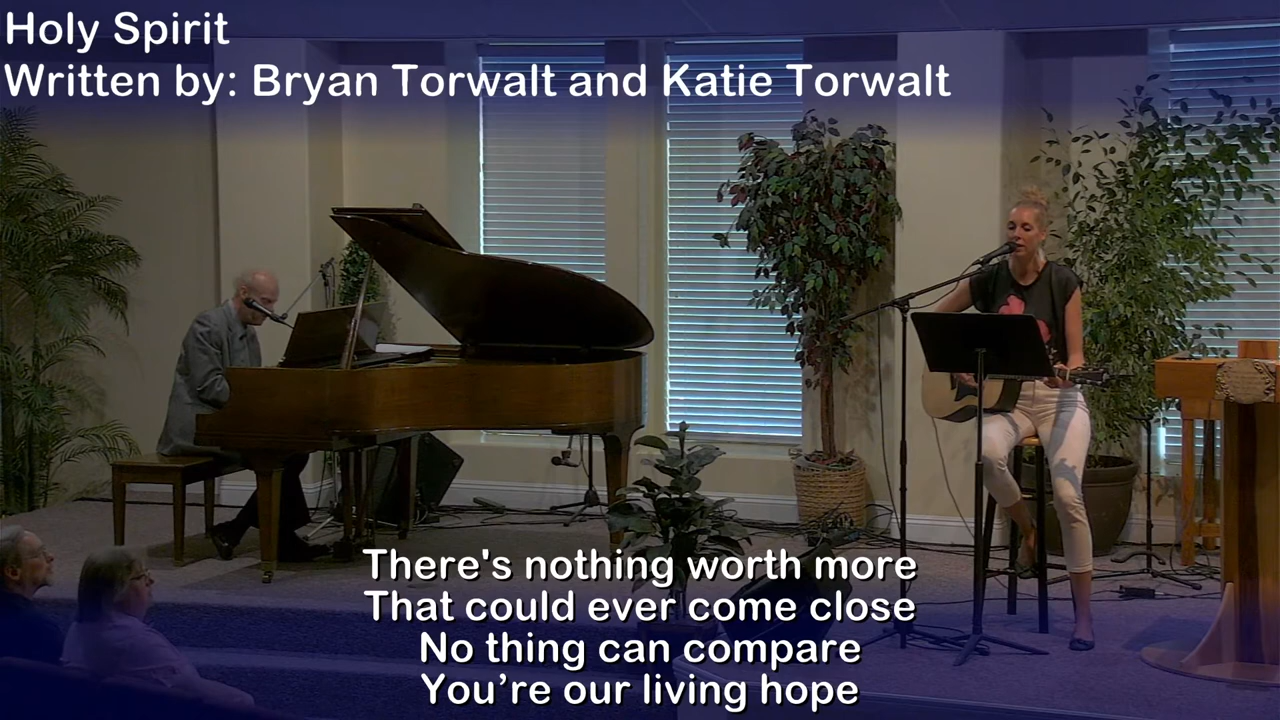 Holy Spirit
Written by: Bryan Torwalt and Katie Torwalt
There's nothing worth more
That could ever come close
No thing can compare
You’re our living hope